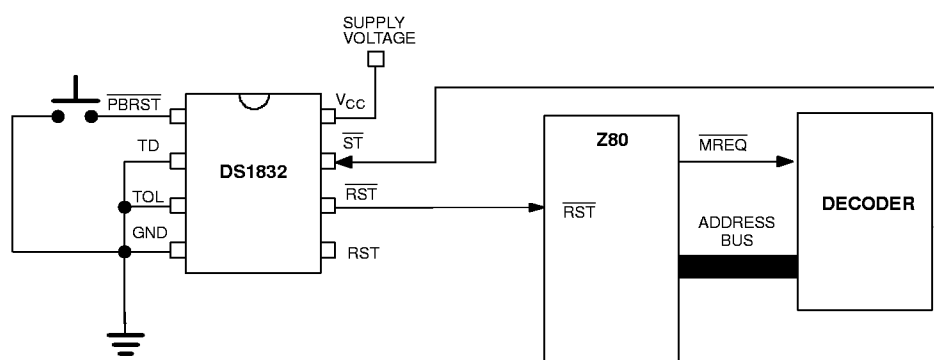 SUPPLY
VOLTAGE
PBRST
TD
TOL
GND
DS1832
VCC
ST
RST
RST
Z80
RST
MREQ
ADDRESS
BUS
DECODER